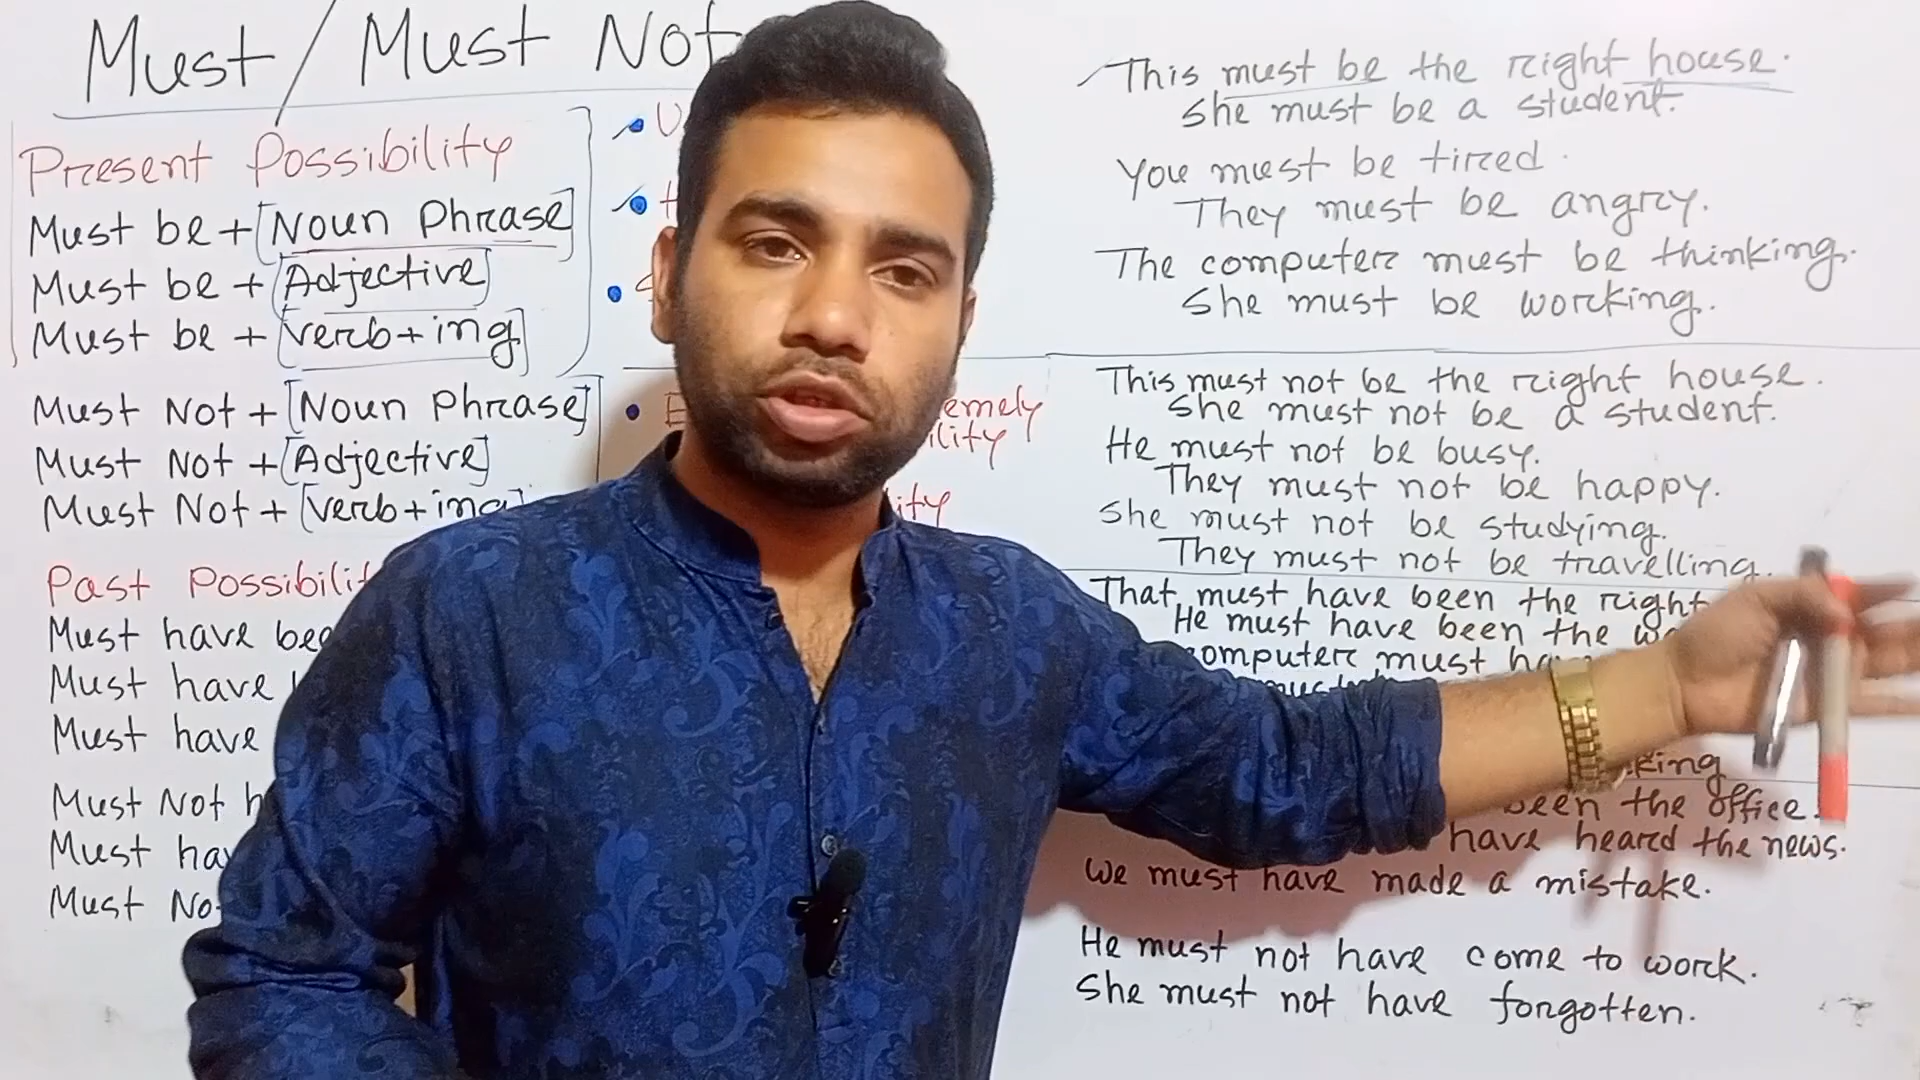 Must / Must Not
Present Possibility
Must be + [Noun Phrase]
Must be + [Adjective]
Must be + [verb + ing]
Must Not + [Noun Phrase]
Must Not + [Adjective]
Must Not + [verb + ing]
Past
Must have
Must have
Must have
Must Not
Must
Must
emely
This must be the right house.
She must be a student.
You must be tired.
They must be angry.
The computer must be thinking.
She must be working.
This must not be the right house.
She must not be a student.
He must not be busy.
They must not be happy.
She must not be studying.
They must not be travelling.
That must have been the right
He must have been the
computer must
been the office.
have heard the news.
We must have made a mistake.
He must not have come to work.
She must not have forgotten.